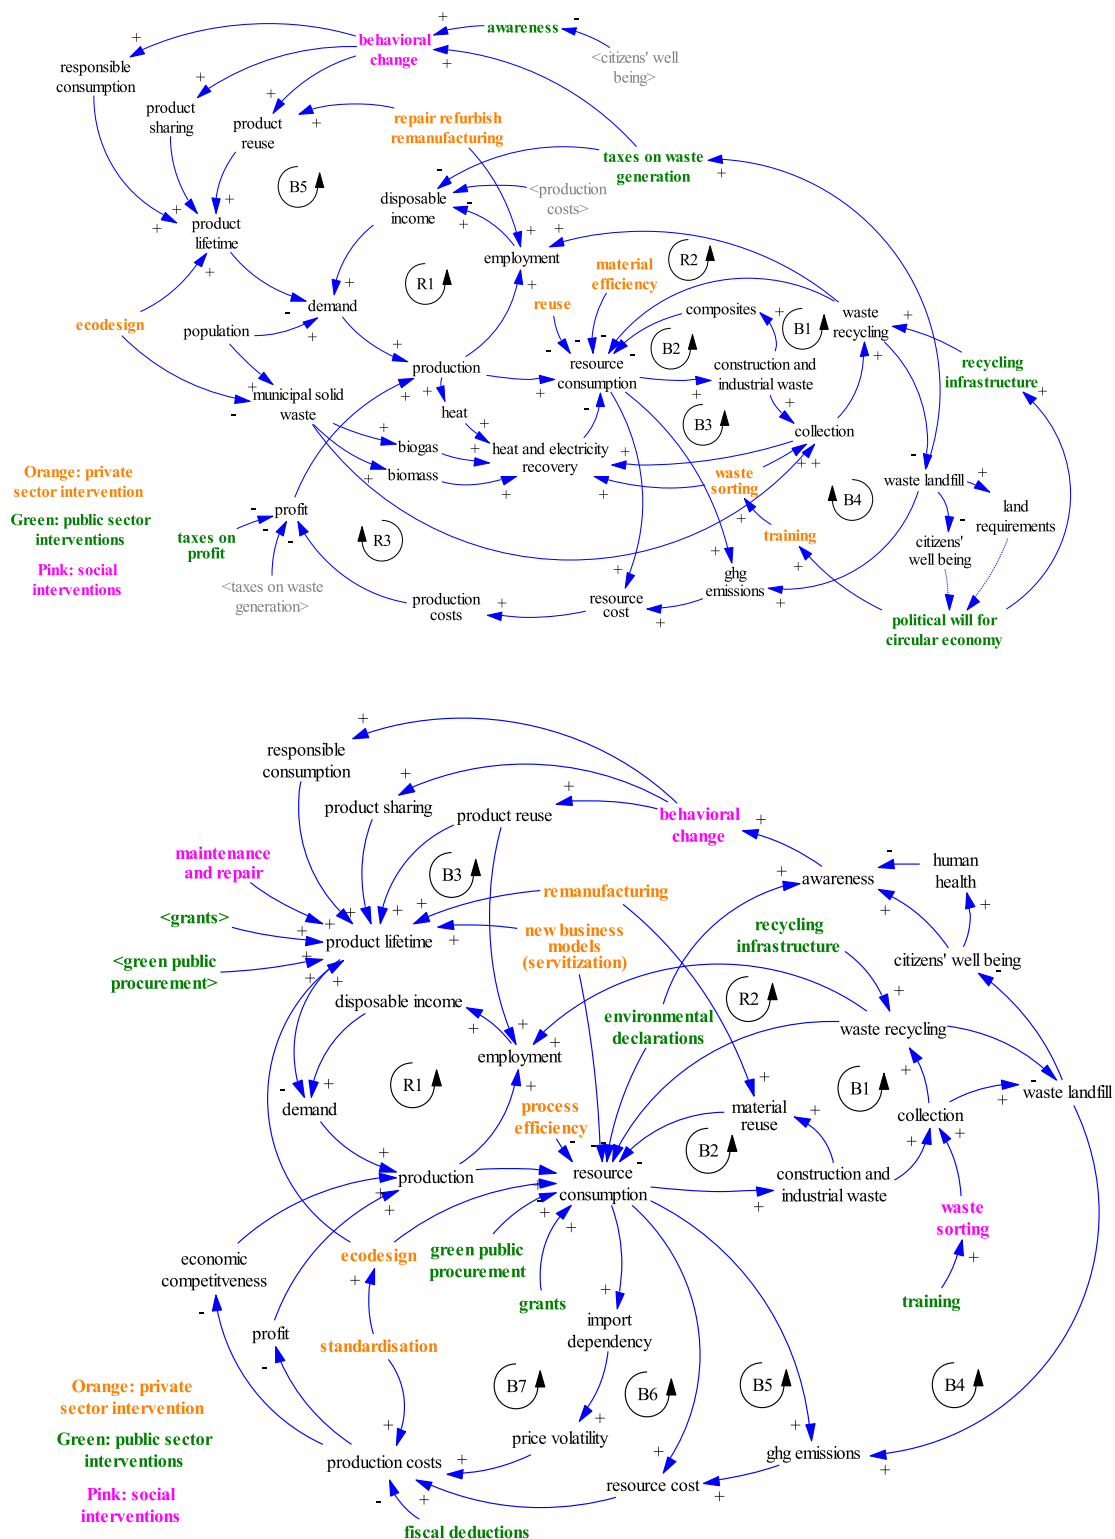 awareness
behavioral
change
<citizens' well
being>
responsible
consumption
product
sharing
product
reuse
repair refurbish
remanufacturing
taxes on waste
generation
B5
disposable
income
<production
costs>
product
lifetime
employment
R1
material
efficiency
R2
reuse
composites
B1
waste
recycling
ecodesign
population
demand
B2
resource
consumption
construction and
industrial waste
recycling
infrastructure
production
municipal solid
waste
heat
B3
collection
biogas
heat and electricity
recovery
biomass
Orange: private
sector intervention
waste
sorting
waste landfill
B4
land
requirements
Green: public sector
interventions
taxes on
profit
profit
R3
training
citizens'
well being
Pink: social
interventions
<taxes on waste
generation>
production
costs
resource
cost
ghg
emissions
political will for
circular economy
responsible
consumption
product sharing
product reuse
behavioral
change
maintenance
and repair
B3
remanufacturing
awareness
human
health
<grants>
product lifetime
new business
models
(servitization)
recycling
infrastructure
citizens' well being
<green public
procurement>
disposable income
R2
environmental
declarations
waste recycling
employment
R1
B1
demand
process
efficiency
material
reuse
collection
waste landfill
B2
production
resource
consumption
construction and
industrial waste
waste
sorting
economic
competitveness
ecodesign
green public
procurement
grants
training
import
dependency
profit
standardisation
B7
B6
B5
B4
Orange: private
sector intervention
Green: public sector
interventions
price volatility
ghg emissions
production costs
resource cost
Pink: social
interventions
fiscal deductions